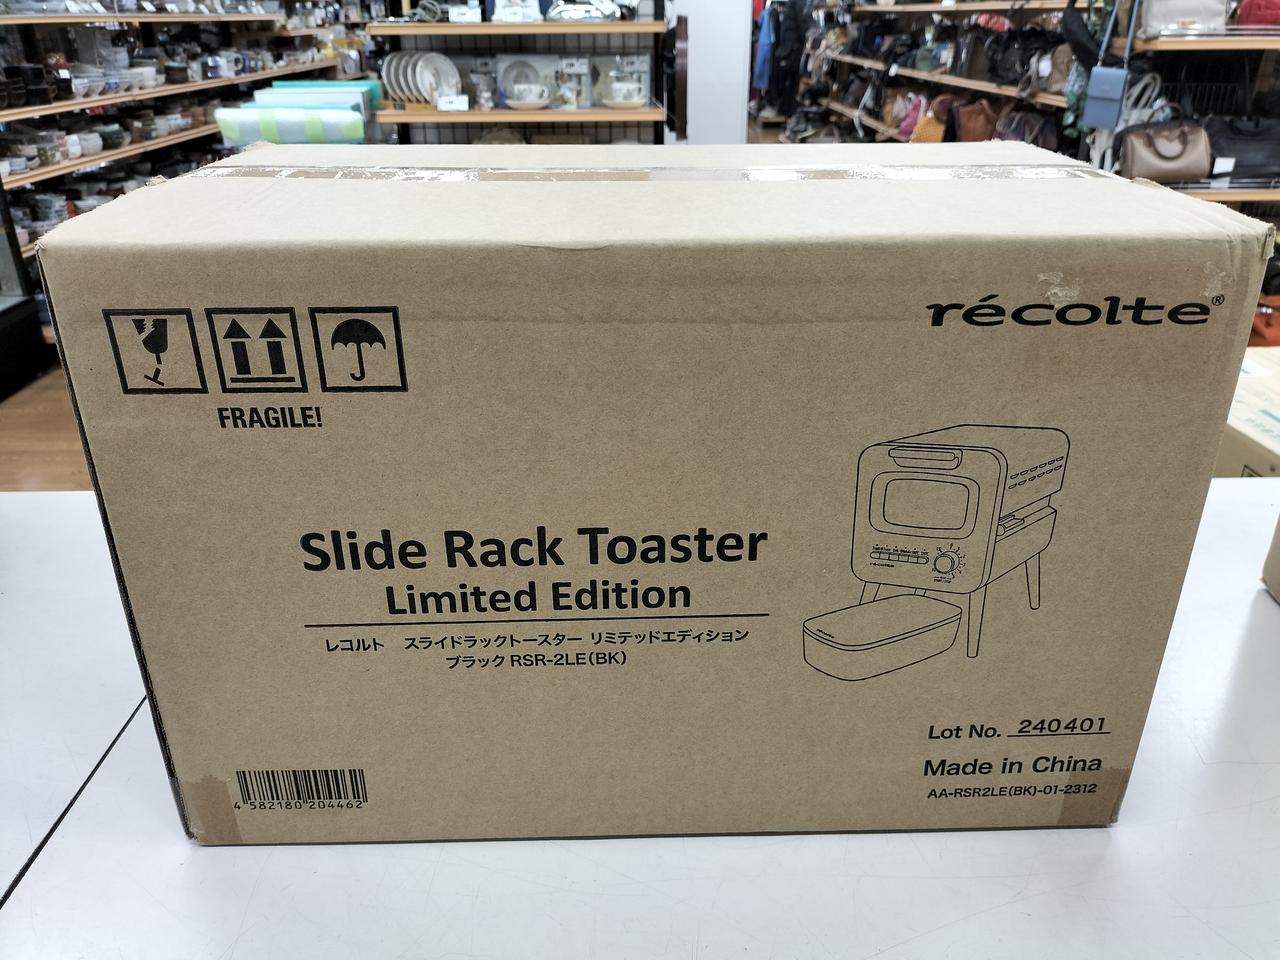 récolte®
FRAGILE!
Slide Rack Toaster
Limited Edition
レコルト スライドラックトースター リミテッドエディション
ブラック RSR-2LE(BK)
récolte
Lot No. 240401
Made in China
AA-RSR2LE(BK)-01-2312
4 582180 204462